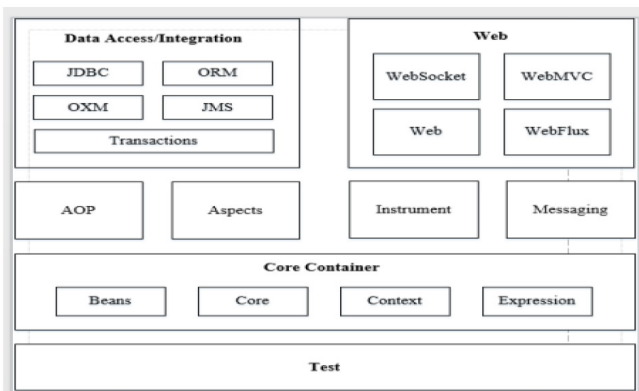 Data Access/Integration
JDBC
ORM
OXM
JMS
Transactions
Web
WebSocket
WebMVC
Web
WebFlux
AOP
Aspects
Instrument
Messaging
Core Container
Beans
Core
Context
Expression
Test